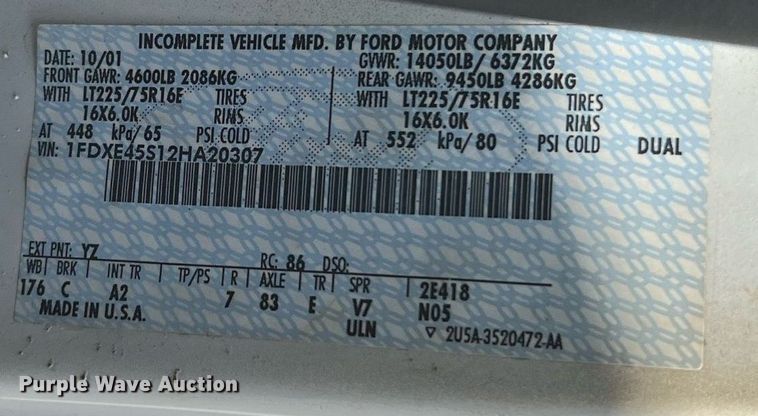 INCOMPLETE VEHICLE MFD. BY FORD MOTOR COMPANY
DATE: 10/01 GVWR: 14050LB/ 6372KG
FRONT GAWR: 4600LB 2086KG REAR GAWR: 9450LB 4286KG
WITH LT225/75R16E TIRES WITH LT225/75R16E TIRES
16X6.0K RIMS 16X6.0K RIMS
AT 448 kPa/65 PSI COLD AT 552 kPa/80 PSI COLD DUAL
VIN: 1FDXE45S12HA20307
EXT PNT: YZ RC: 86 DSO:
WB BRK INT TR TP/PS R AXLE TR SPR 2E418
176 C A2 7 83 E V7 N05
MADE IN U.S.A. ULN ▽ 2U5A-3520472-AA
Purple Wave Auction